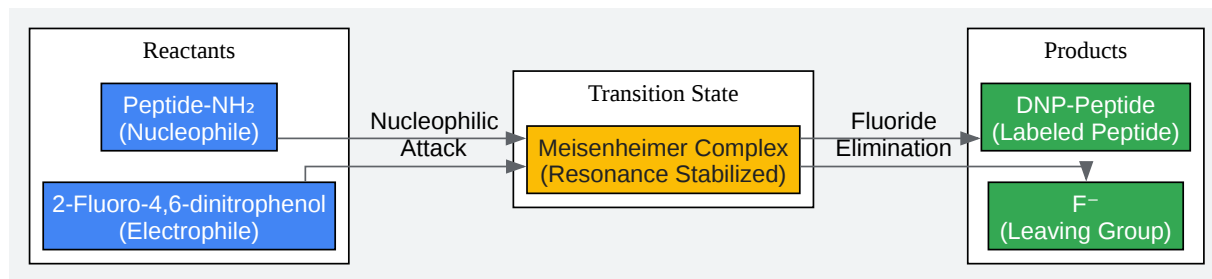 Reactants
Peptide-NH₂
(Nucleophile)
2-Fluoro-4,6-dinitrophenol
(Electrophile)
Nucleophilic
Attack
Transition State
Meisenheimer Complex
(Resonance Stabilized)
Fluoride
Elimination
Products
DNP-Peptide
(Labeled Peptide)
F⁻
(Leaving Group)